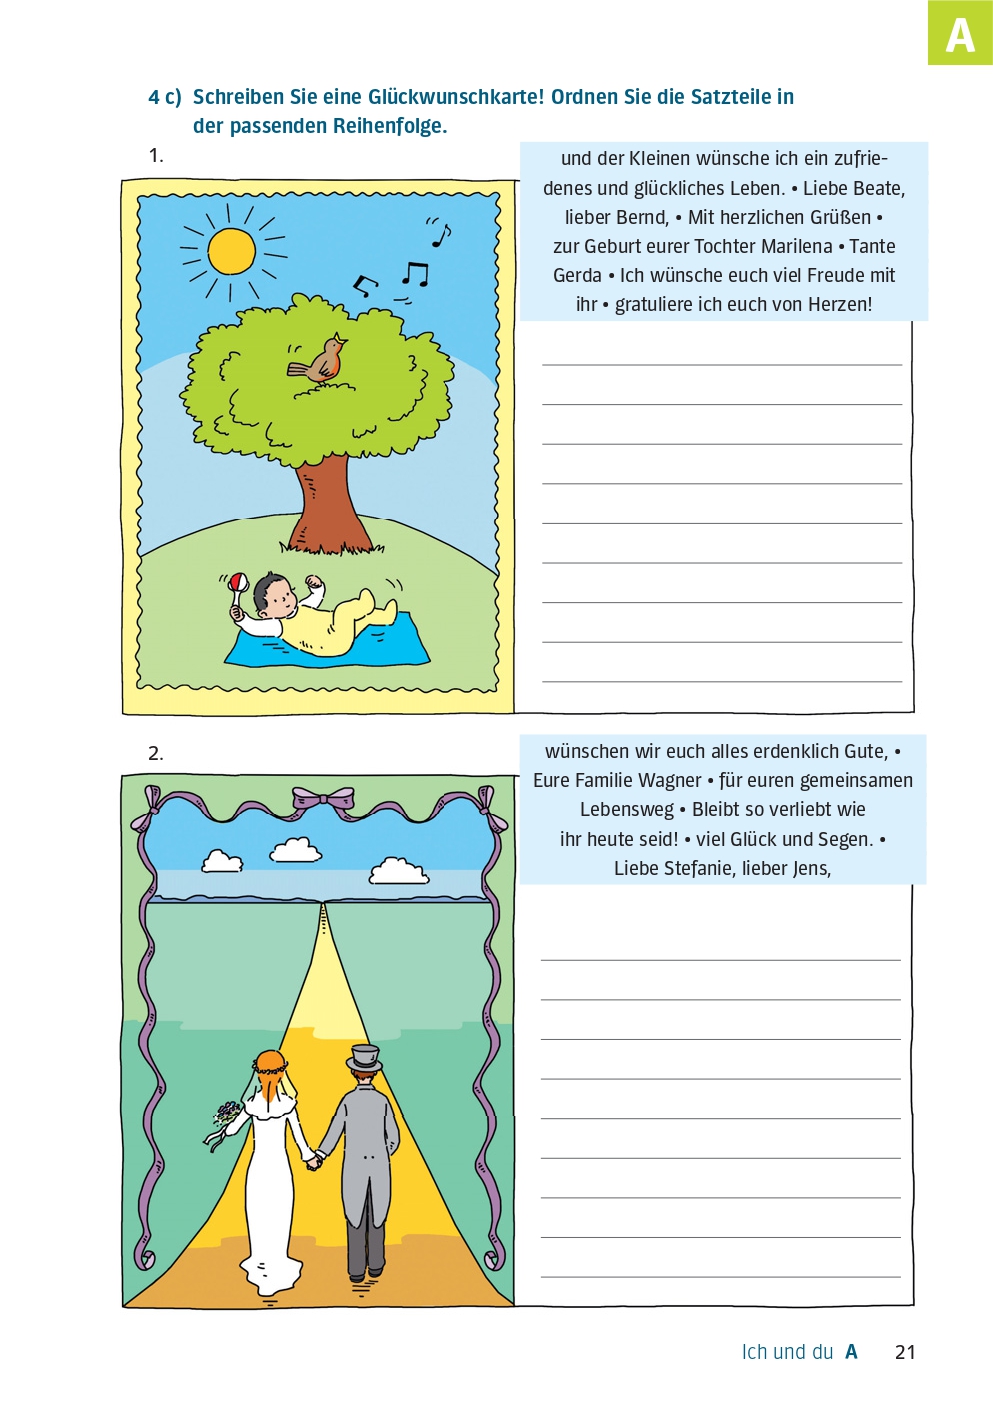 A
4 c) Schreiben Sie eine Glückwunschkarte! Ordnen Sie die Satzteile in
der passenden Reihenfolge.
1.
und der Kleinen wünsche ich ein zufrie-
denes und glückliches Leben. • Liebe Beate,
lieber Bernd, • Mit herzlichen Grüßen •
zur Geburt eurer Tochter Marilena • Tante
Gerda • Ich wünsche euch viel Freude mit
ihr • gratuliere ich euch von Herzen!
2.
wünschen wir euch alles erdenklich Gute, •
Eure Familie Wagner • für euren gemeinsamen
Lebensweg • Bleibt so verliebt wie
ihr heute seid! • viel Glück und Segen. •
Liebe Stefanie, lieber Jens,
Ich und du A 21